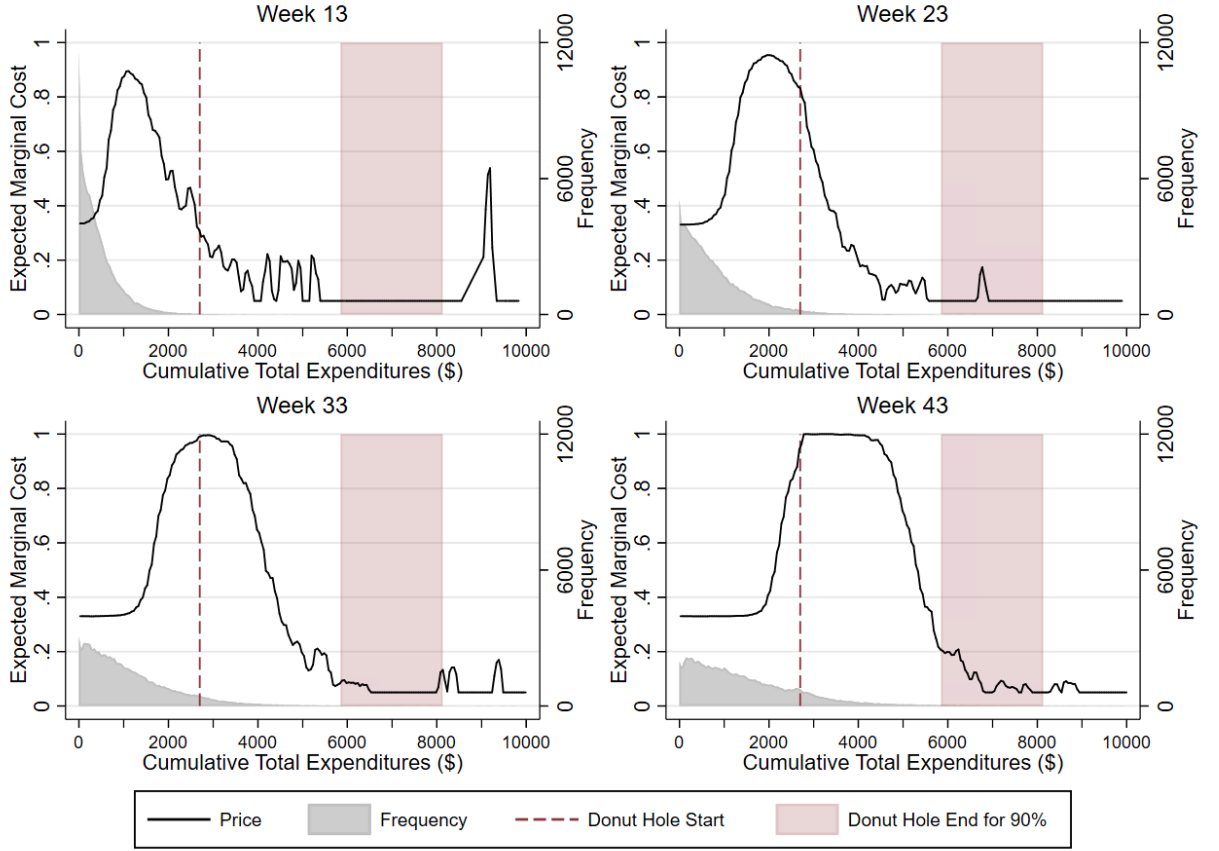 Week 13
Expected Marginal Cost
0 .2 .4 .6 .8 1
0 6000 12000
Frequency
0 2000 4000 6000 8000 10000
Cumulative Total Expenditures ($)
Week 23
Expected Marginal Cost
0 .2 .4 .6 .8 1
0 6000 12000
Frequency
0 2000 4000 6000 8000 10000
Cumulative Total Expenditures ($)
Week 33
Expected Marginal Cost
0 .2 .4 .6 .8 1
0 6000 12000
Frequency
0 2000 4000 6000 8000 10000
Cumulative Total Expenditures ($)
Week 43
Expected Marginal Cost
0 .2 .4 .6 .8 1
0 6000 12000
Frequency
0 2000 4000 6000 8000 10000
Cumulative Total Expenditures ($)
Price Frequency Donut Hole Start Donut Hole End for 90%